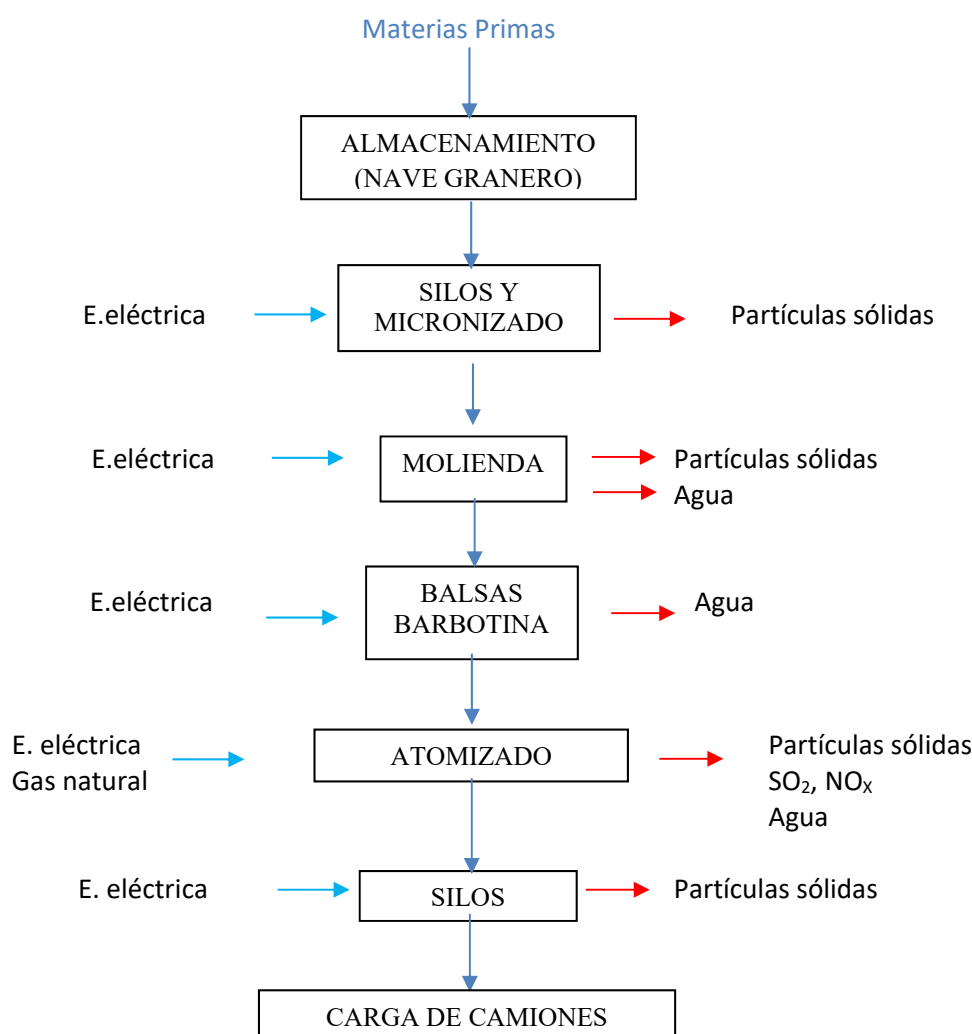 Materias Primas
ALMACENAMIENTO
(NAVE GRANERO)
E.eléctrica
SILOS Y
MICRONIZADO
Partículas sólidas
E.eléctrica
MOLIENDA
Partículas sólidas
Agua
E.eléctrica
BALSAS
BARBOTINA
Agua
E. eléctrica
Gas natural
ATOMIZADO
Partículas sólidas
SO₂, NOₓ
Agua
E. eléctrica
SILOS
Partículas sólidas
CARGA DE CAMIONES